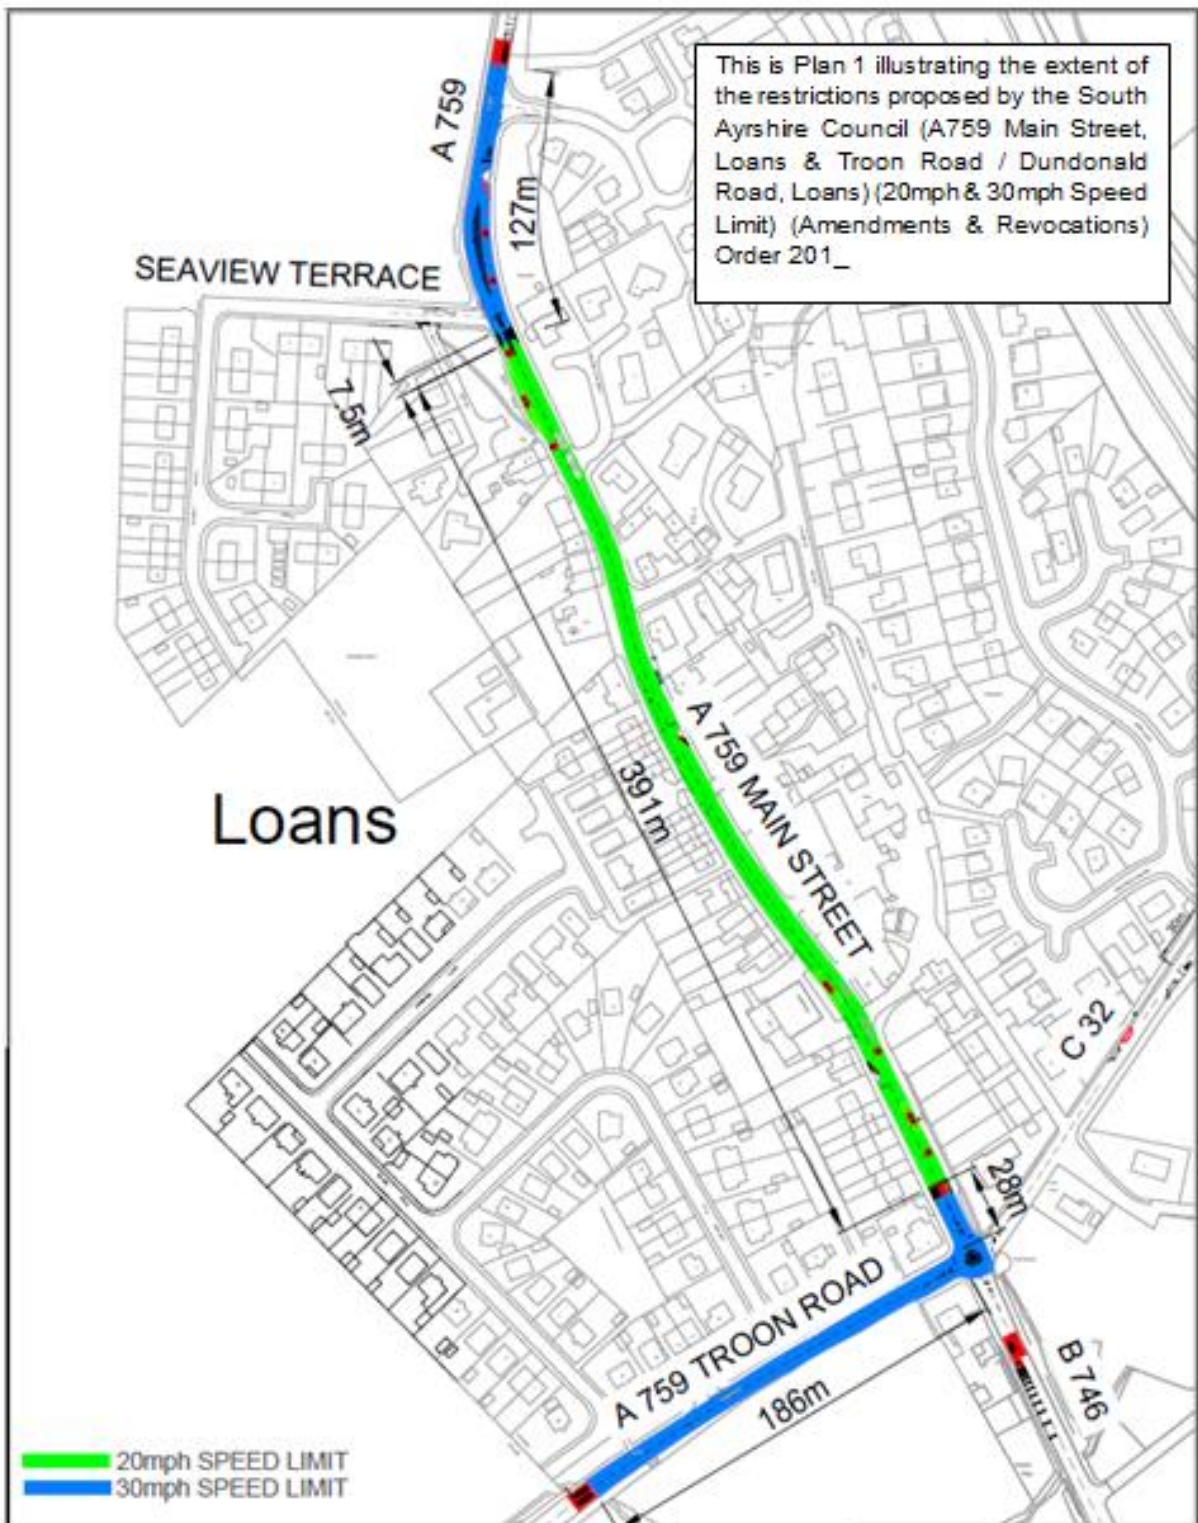 This is Plan 1 illustrating the extent of
the restrictions proposed by the South
Ayrshire Council (A759 Main Street,
Loans & Troon Road / Dundonald
Road, Loans) (20mph & 30mph Speed
Limit) (Amendments & Revocations)
Order 201_
A 759
127m
SEAVIEW TERRACE
7.5m
A 759 MAIN STREET
391m
Loans
C 32
28m
A 759 TROON ROAD
186m
B 746
20mph SPEED LIMIT
30mph SPEED LIMIT